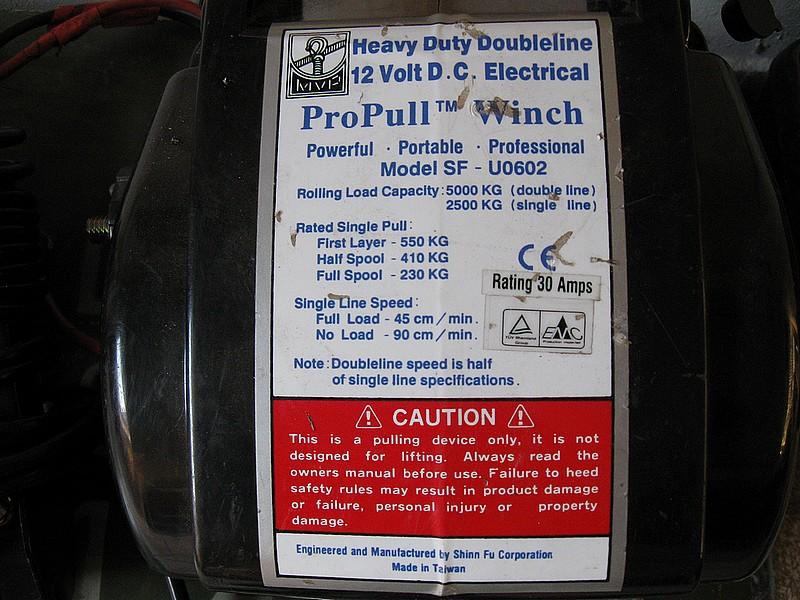 MVP
Heavy Duty Doubleline
12 Volt D.C. Electrical
ProPull™ Winch
Powerful · Portable · Professional
Model SF - U0602
Rolling Load Capacity: 5000 KG (double line)
2500 KG (single line)
Rated Single Pull:
First Layer - 550 KG
Half Spool - 410 KG
Full Spool - 230 KG
CE
Rating 30 Amps
Single Line Speed:
Full Load - 45 cm/min.
No Load - 90 cm/min.
EMC
TÜV Rheinland
Group
Production Inspected
Note: Doubleline speed is half
of single line specifications.
CAUTION
This is a pulling device only, it is not
designed for lifting. Always read the
owners manual before use. Failure to heed
safety rules may result in product damage
or failure, personal injury or property
damage.
Engineered and Manufactured by Shinn Fu Corporation
Made in Taiwan